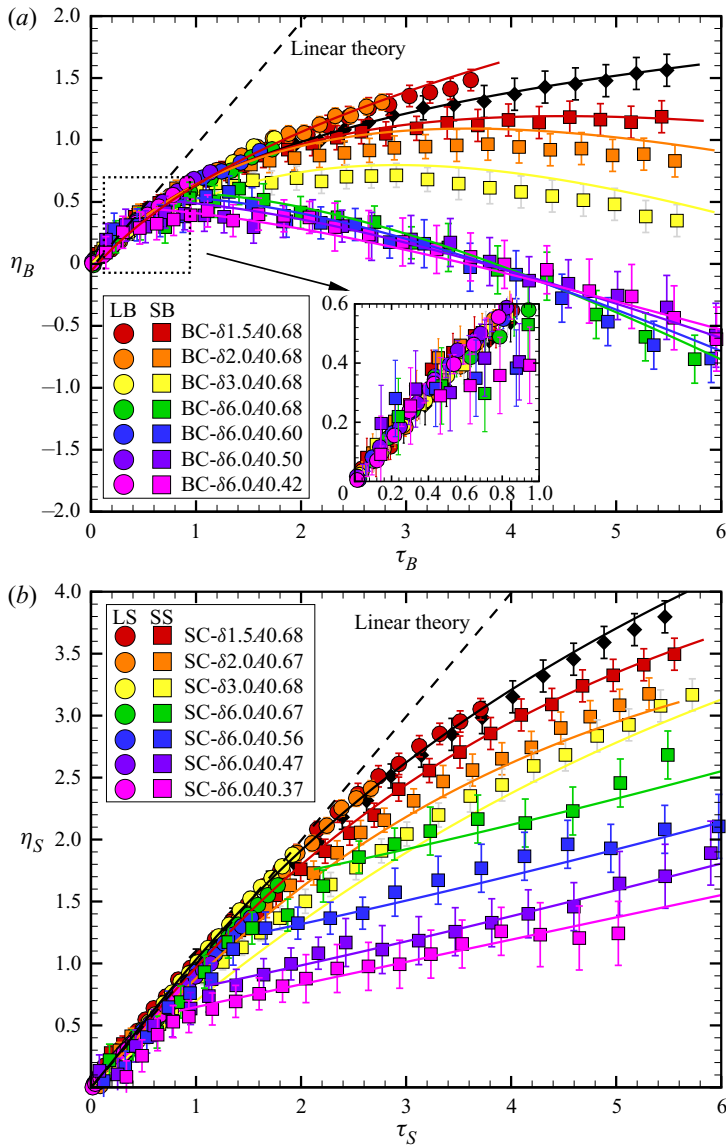 (a)
2.0
1.5
1.0
0.5
0
−0.5
−1.0
−1.5
−2.0
η_B
Linear theory
LB SB
BC-δ1.5A0.68
BC-δ2.0A0.68
BC-δ3.0A0.68
BC-δ6.0A0.68
BC-δ6.0A0.60
BC-δ6.0A0.50
BC-δ6.0A0.42
0.6
0.4
0.2
0 0.2 0.4 0.6 0.8 1.0
0 1 2 3 4 5 6
τ_B
(b)
4.0
3.5
3.0
2.5
2.0
1.5
1.0
0.5
η_S
Linear theory
LS SS
SC-δ1.5A0.68
SC-δ2.0A0.67
SC-δ3.0A0.68
SC-δ6.0A0.67
SC-δ6.0A0.56
SC-δ6.0A0.47
SC-δ6.0A0.37
0 1 2 3 4 5 6
τ_S